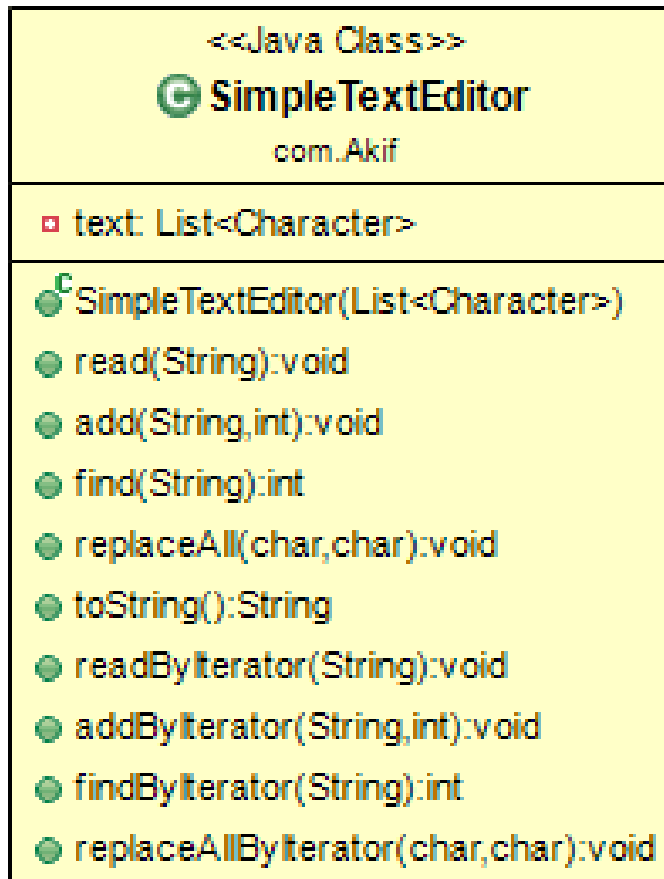 <<Java Class>>
C SimpleTextEditor
com.Akif
text: List<Character>
C SimpleTextEditor(List<Character>)
read(String):void
add(String,int):void
find(String):int
replaceAll(char,char):void
toString():String
readByIterator(String):void
addByIterator(String,int):void
findByIterator(String):int
replaceAllByIterator(char,char):void